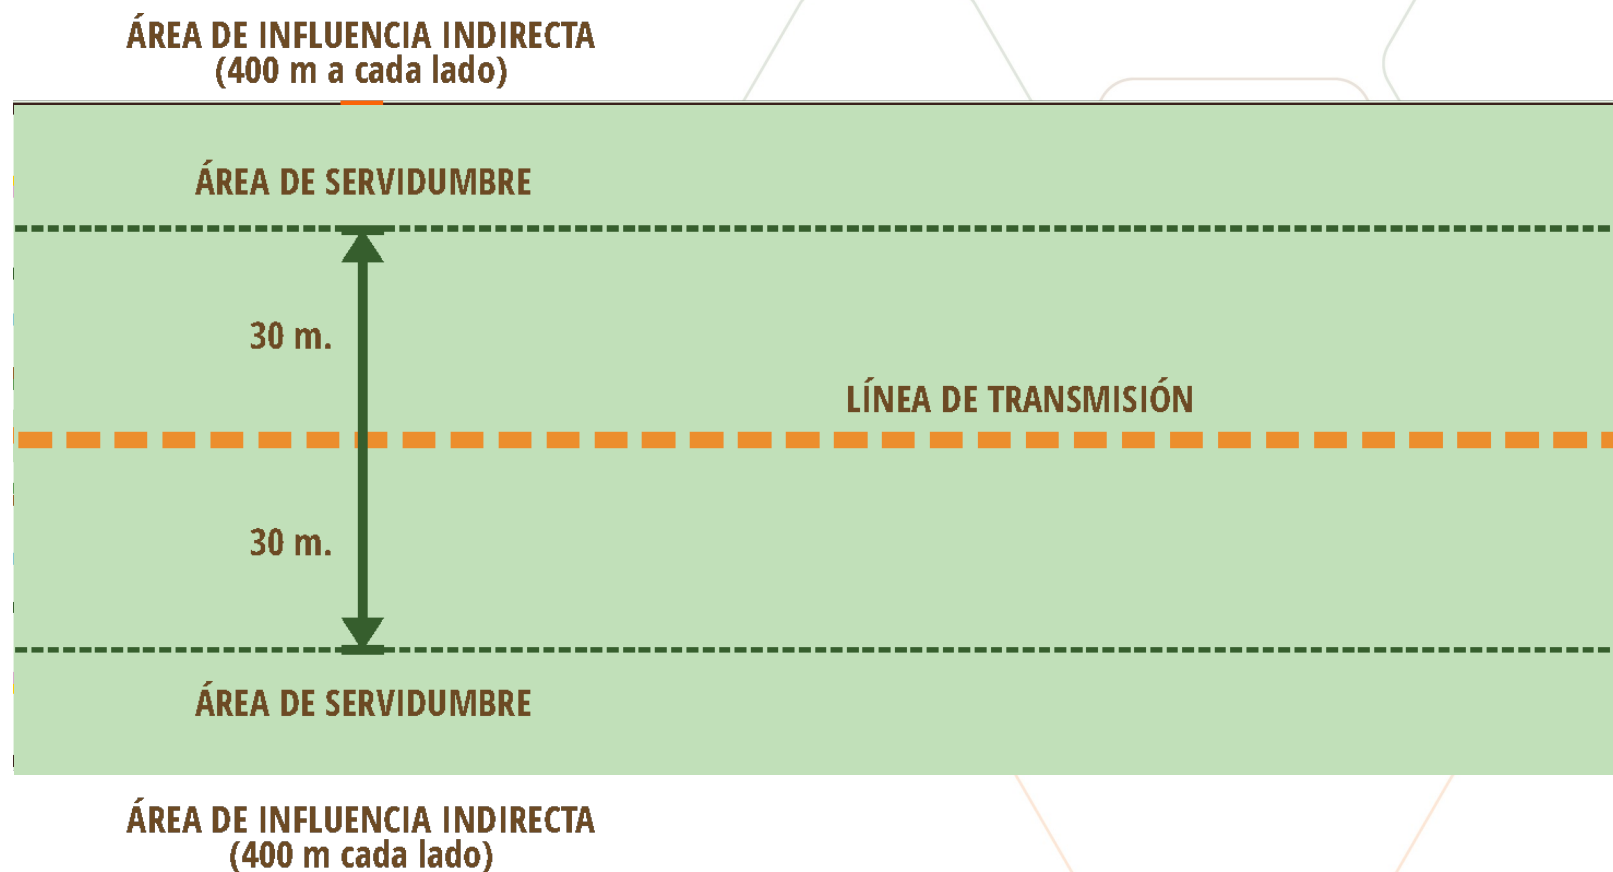 ÁREA DE INFLUENCIA INDIRECTA
(400 m a cada lado)
ÁREA DE SERVIDUMBRE
30 m.
LÍNEA DE TRANSMISIÓN
30 m.
ÁREA DE SERVIDUMBRE
ÁREA DE INFLUENCIA INDIRECTA
(400 m cada lado)